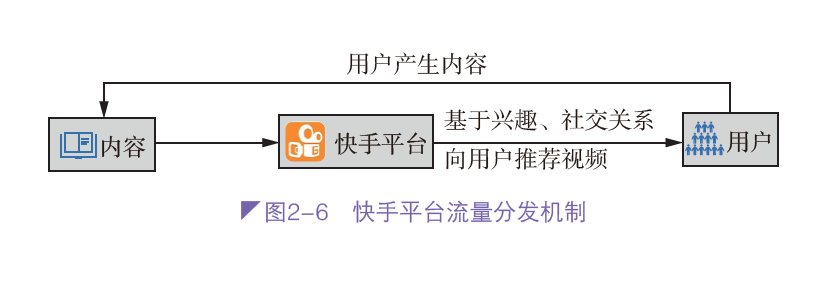 用户产生内容
内容
快手平台
基于兴趣、社交关系
向用户推荐视频
用户
图2-6 快手平台流量分发机制